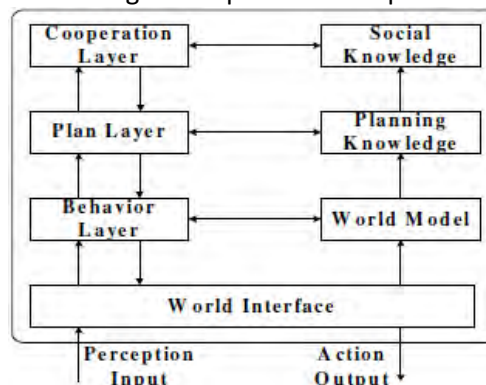 Cooperation
Layer
Social
Knowledge
Plan Layer
Planning
Knowledge
Behavior
Layer
World Model
World Interface
Perception
Input
Action
Output